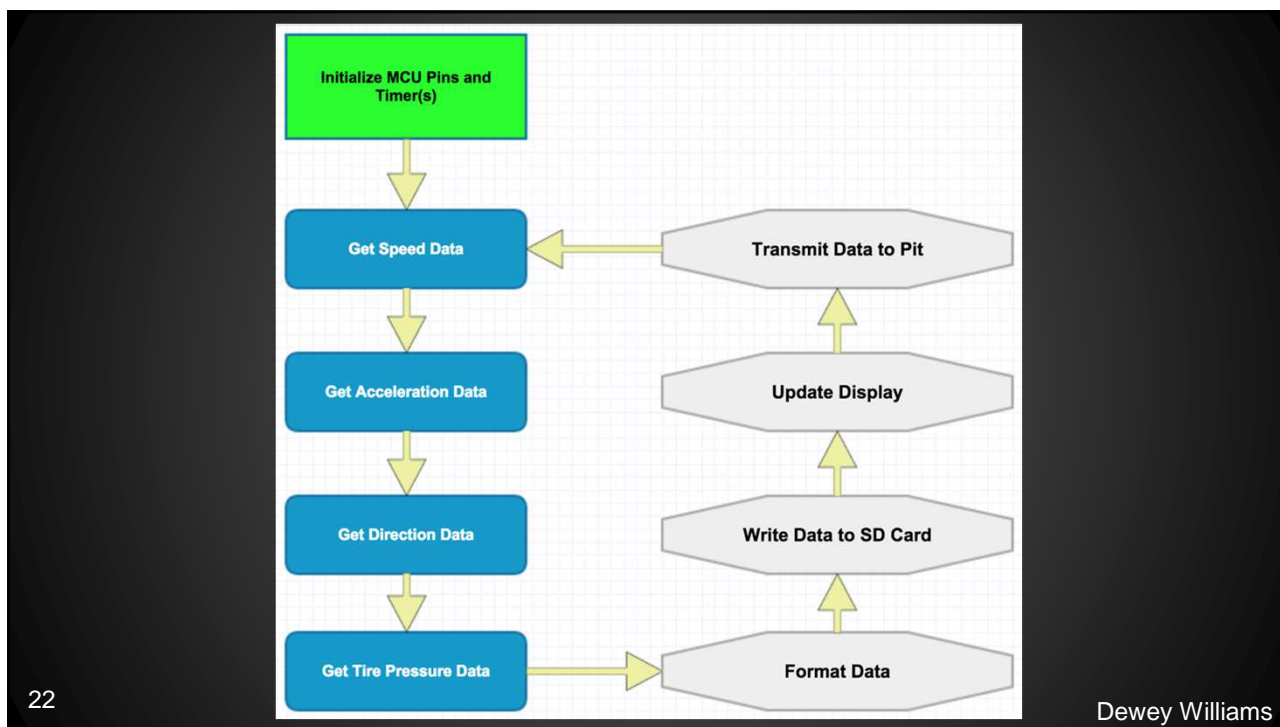 Initialize MCU Pins and
Timer(s)
Get Speed Data
Transmit Data to Pit
Get Acceleration Data
Update Display
Get Direction Data
Write Data to SD Card
Get Tire Pressure Data
Format Data
22
Dewey Williams